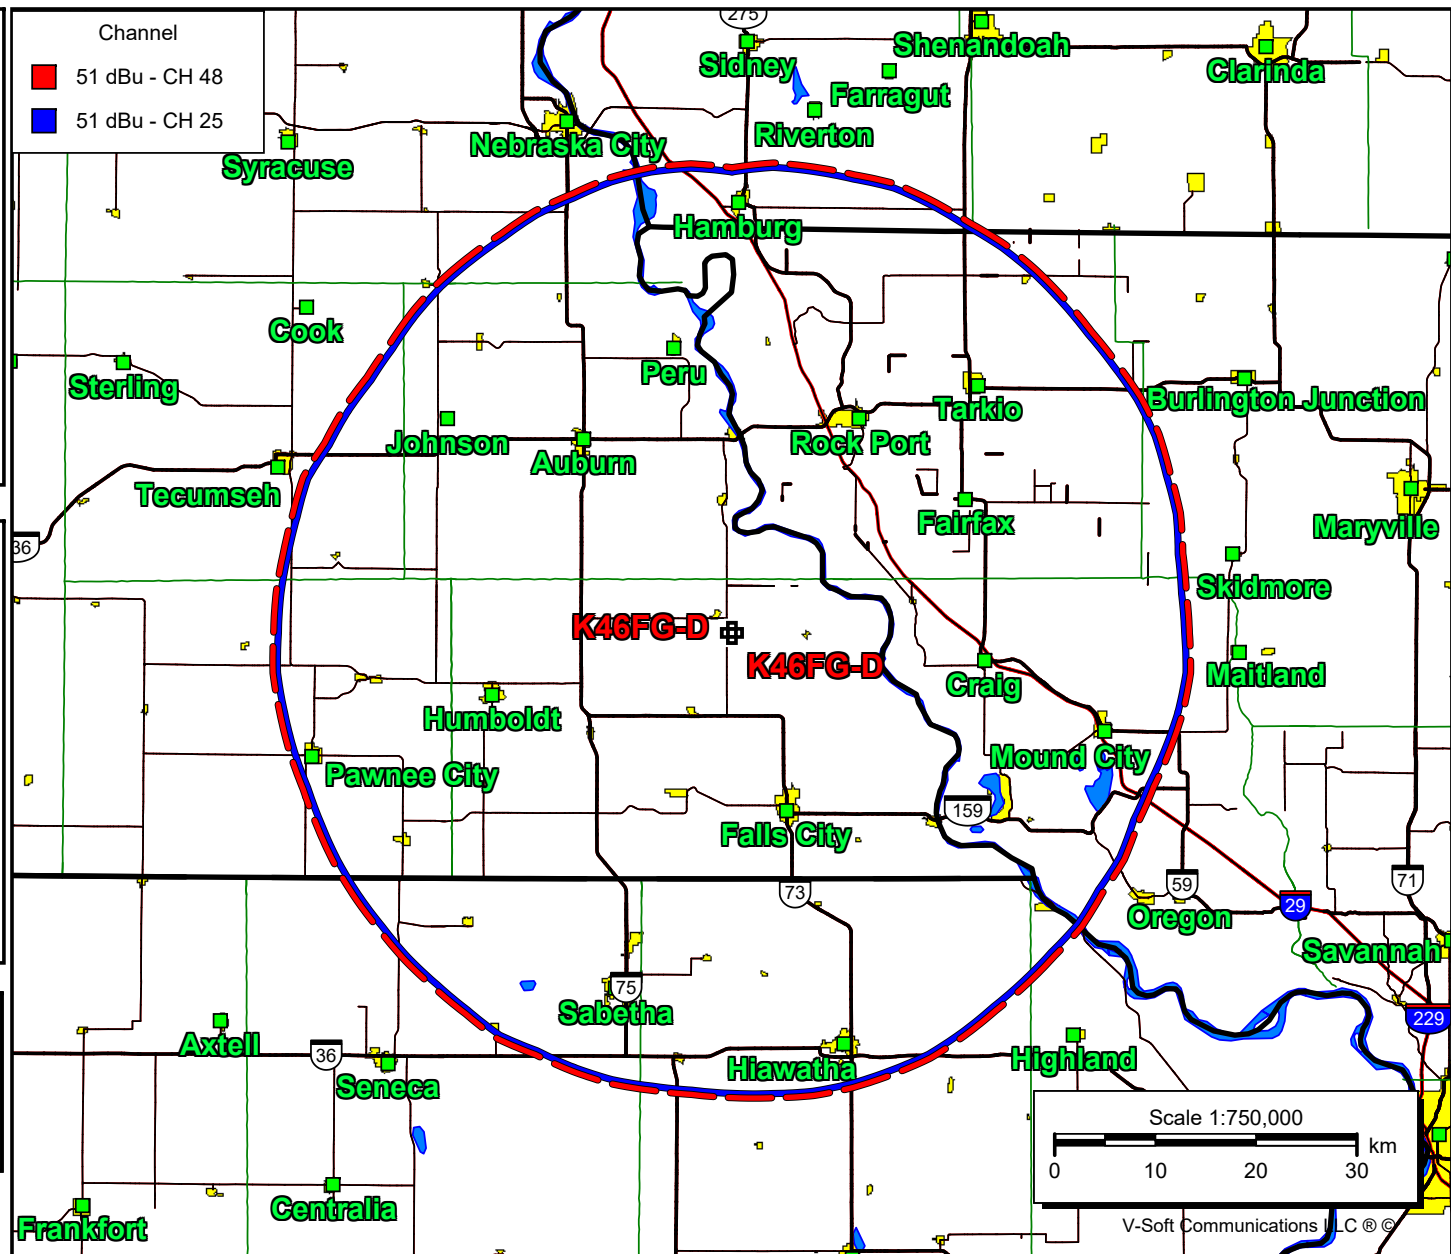 Channel
51 dBu - CH 48
51 dBu - CH 25
275
Sidney
Shenandoah
Clarinda
Farragut
Riverton
Nebraska City
Syracuse
Hamburg
Cook
Sterling
Peru
Johnson
Auburn
Rock Port
Tarkio
Burlington Junction
Tecumseh
Fairfax
Maryville
36
Skidmore
K46FG-D
K46FG-D
Craig
Maitland
Humboldt
Pawnee City
Mound City
Falls City
159
73
59
71
29
Oregon
Savannah
75
Sabetha
229
Axtell
36
Seneca
Hiawatha
Highland
Scale 1:750,000
km
0 10 20 30
Centralia
Frankfort
V-Soft Communications LLC ® ©